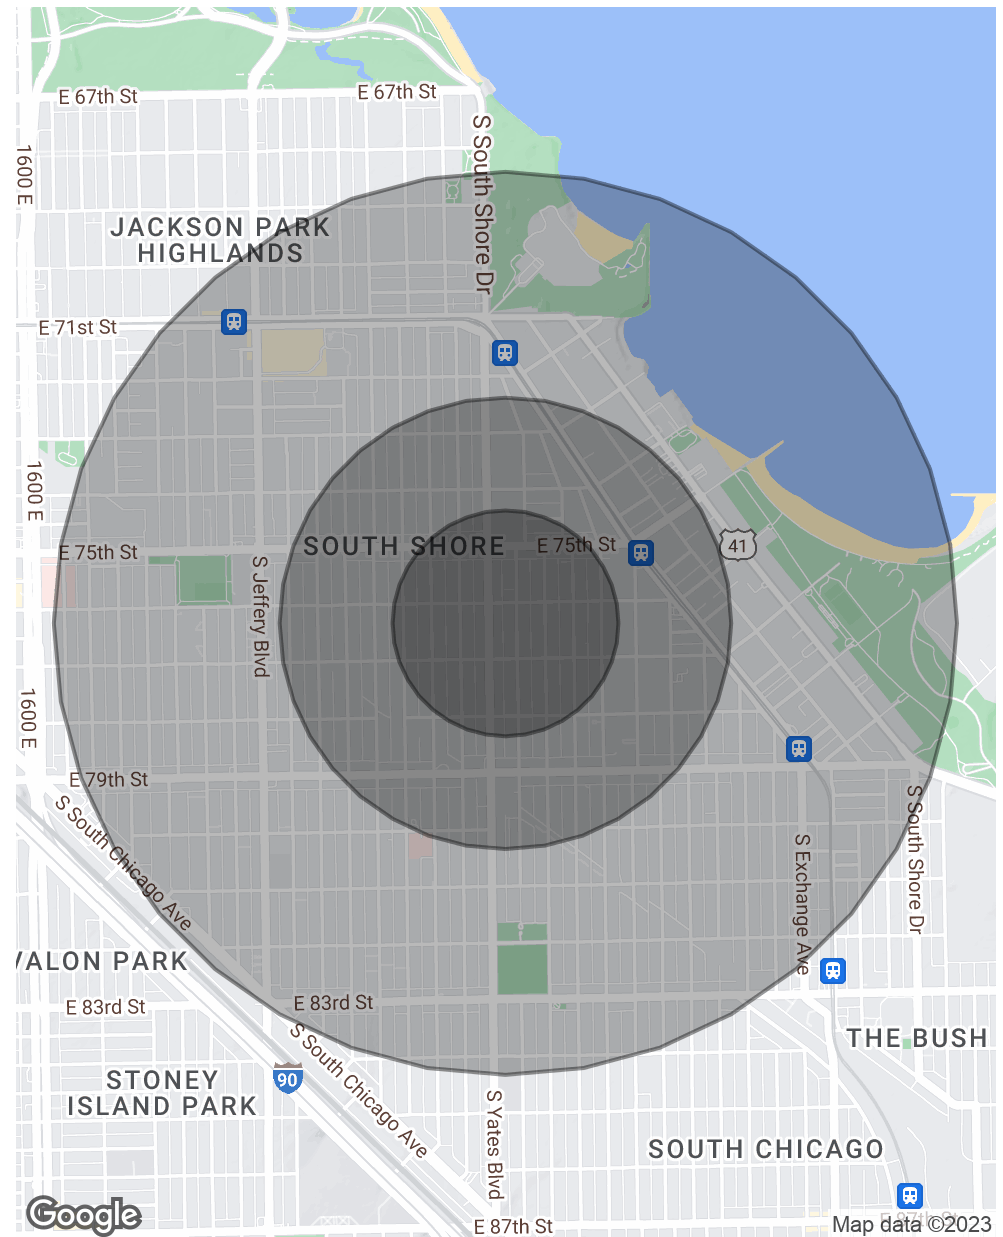 E 67th St
E 67th St
S South Shore Dr
1600 E
JACKSON PARK
HIGHLANDS
E 71st St
1600 E
E 75th St
SOUTH SHORE
E 75th St
41
S Jeffery Blvd
1600 E
E 79th St
S South Chicago Ave
S Exchange Ave
S South Shore Dr
VALON PARK
E 83rd St
E 83rd St
THE BUSH
S South Chicago Ave
STONEY
ISLAND PARK
90
S Yates Blvd
SOUTH CHICAGO
Google
E 87th St
E 87th St
Map data ©2023